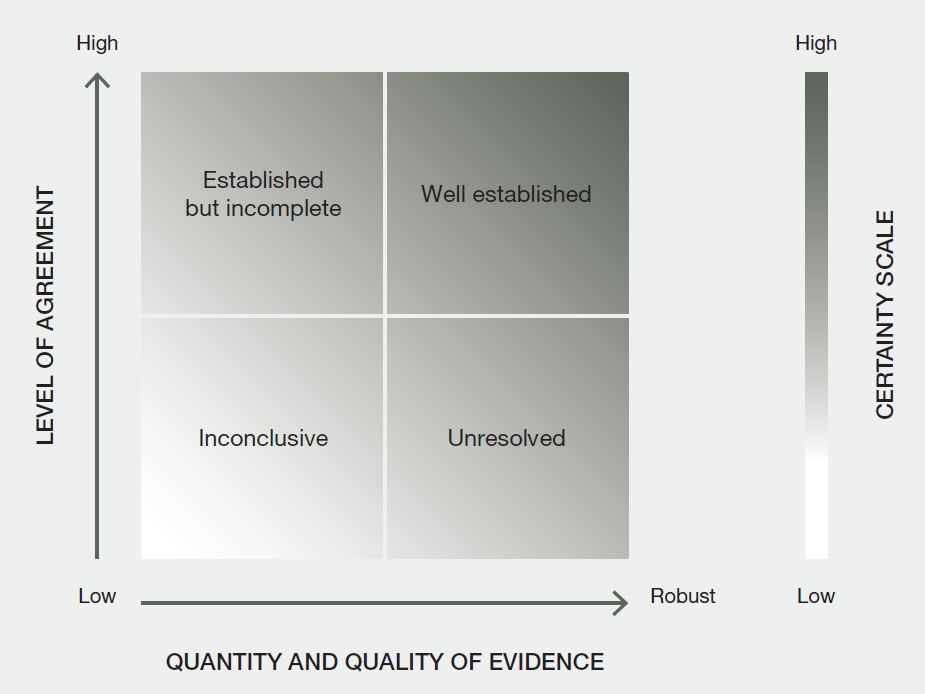 High
High
Established
but incomplete
Well established
LEVEL OF AGREEMENT
CERTAINTY SCALE
Inconclusive
Unresolved
Low
Robust
Low
QUANTITY AND QUALITY OF EVIDENCE